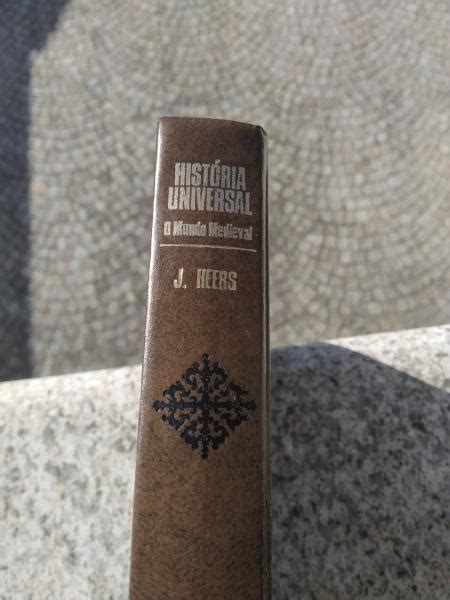 HISTÓRIA
UNIVERSAL
O Mundo Medieval
J. HEERS